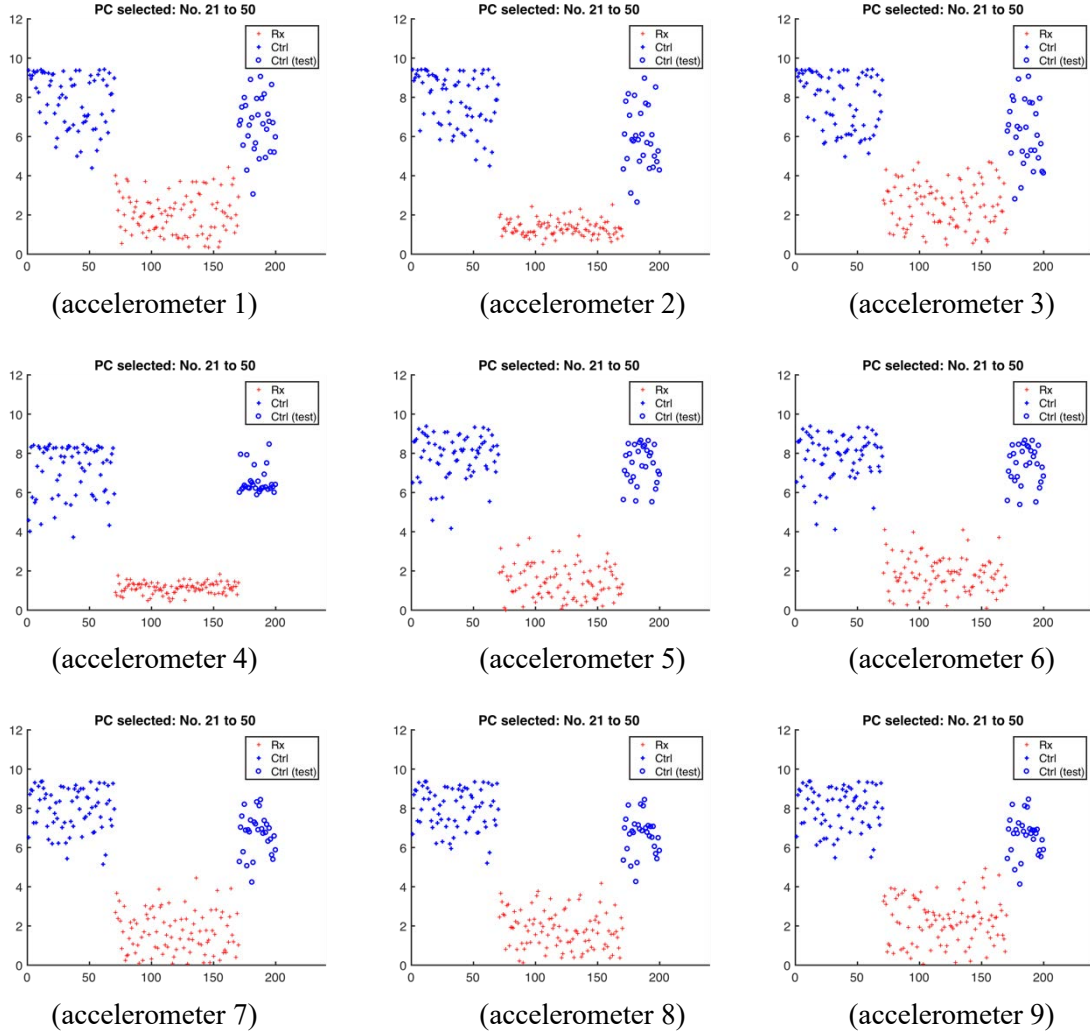 PC selected: No. 21 to 50 PC selected: No. 21 to 50 PC selected: No. 21 to 50
12 12 12
Rx Rx Rx
Ctrl Ctrl Ctrl
Ctrl (test) Ctrl (test) Ctrl (test)
10 10 10
8 8 8
6 6 6
4 4 4
2 2 2
0 0 0
0 50 100 150 200 0 50 100 150 200 0 50 100 150 200
(accelerometer 1) (accelerometer 2) (accelerometer 3)
PC selected: No. 21 to 50 PC selected: No. 21 to 50 PC selected: No. 21 to 50
12 12 12
Rx Rx Rx
Ctrl Ctrl Ctrl
Ctrl (test) Ctrl (test) Ctrl (test)
10 10 10
8 8 8
6 6 6
4 4 4
2 2 2
0 0 0
0 50 100 150 200 0 50 100 150 200 0 50 100 150 200
(accelerometer 4) (accelerometer 5) (accelerometer 6)
PC selected: No. 21 to 50 PC selected: No. 21 to 50 PC selected: No. 21 to 50
12 12 12
Rx Rx Rx
Ctrl Ctrl Ctrl
Ctrl (test) Ctrl (test) Ctrl (test)
10 10 10
8 8 8
6 6 6
4 4 4
2 2 2
0 0 0
0 50 100 150 200 0 50 100 150 200 0 50 100 150 200
(accelerometer 7) (accelerometer 8) (accelerometer 9)